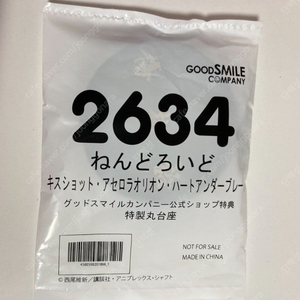 GOODSMILE
COMPANY
2634
ねんどろいど
キスショット・アセロラオリオン・ハートアンダーブレー
グッドスマイルカンパニー公式ショップ特典
特製丸台座
NOT FOR SALE
MADE IN CHINA
© 西尾維新／講談社・アニプレックス・シャフト